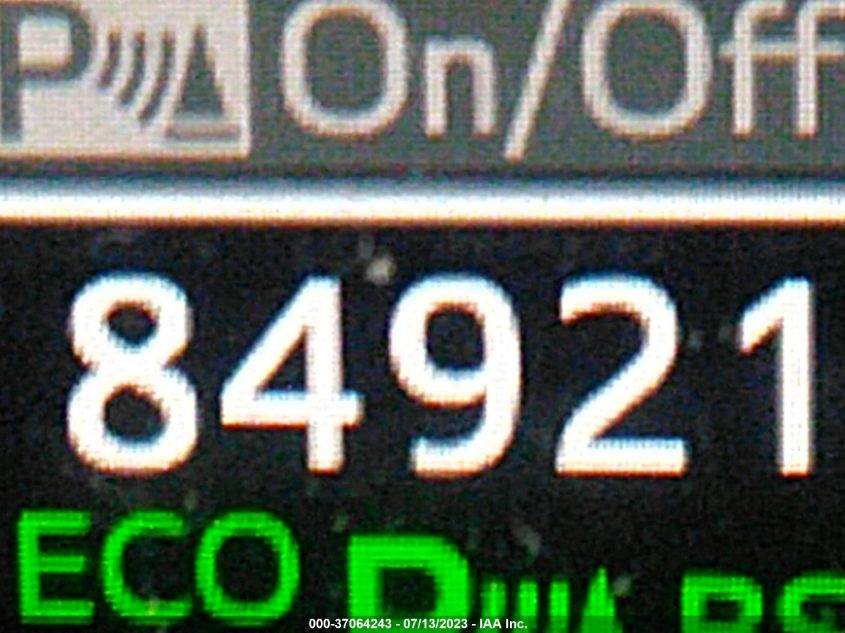 P On/Off
84921
ECO P
000-37064243 - 07/13/2023 - IAA Inc.